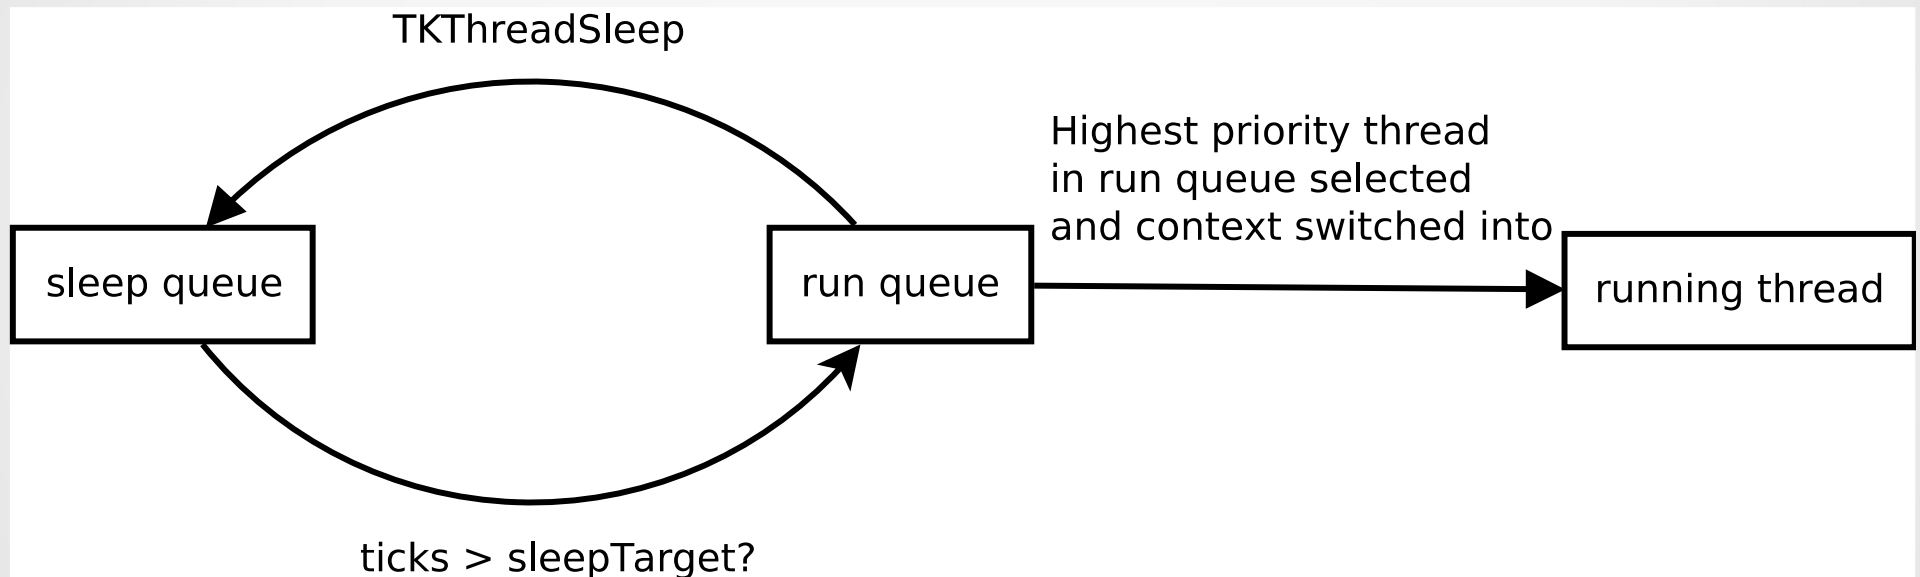 TKThreadSleep
Highest priority thread
in run queue selected
and context switched into
sleep queue
run queue
running thread
ticks > sleepTarget?